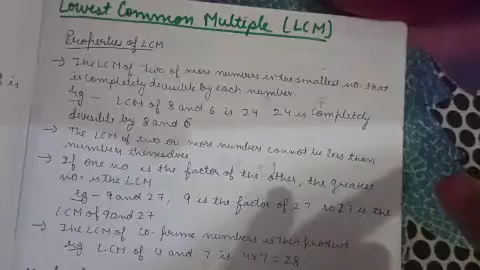 Lowest Common Multiple (LCM)
Properties of LCM
→ The LCM of two of more numbers is the smallest no. that
is completely divisible by each number.
Eg - LCM of 8 and 6 is 24 24 is completely
divisible by 8 and 6
→ The LCM of two or more numbers cannot be less than
numbers themselves
→ If one no. is the factor of the other, the greatest
no. is the LCM
Eg - 9 and 27, 9 is the factor of 27 so 27 is the
LCM of 9 and 27
→ The LCM of co-prime numbers is their product
Eg LCM of 4 and 7 is 4x7 = 28